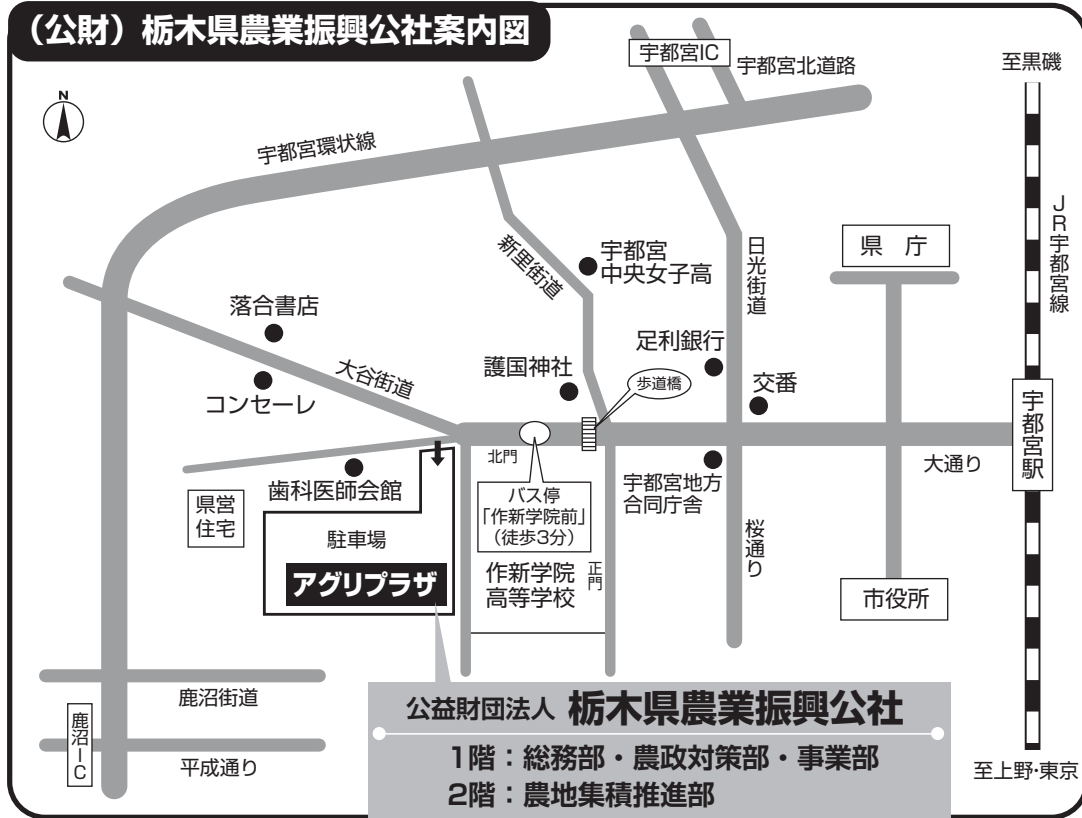 （公財）栃木県農業振興公社案内図
N
宇都宮IC
宇都宮北道路
至黒磯
宇都宮環状線
JR宇都宮線
新里街道
宇都宮
中央女子高
日光街道
県 庁
落合書店
大谷街道
コンセーレ
護国神社
歩道橋
足利銀行
交番
宇都宮駅
北門
大通り
歯科医師会館
県営
住宅
バス停
「作新学院前」
（徒歩3分）
宇都宮地方
合同庁舎
駐車場
アグリプラザ
作新学院
高等学校
正門
桜通り
市役所
鹿沼街道
鹿沼IC
平成通り
公益財団法人 栃木県農業振興公社
1階：総務部・農政対策部・事業部
2階：農地集積推進部
至上野・東京